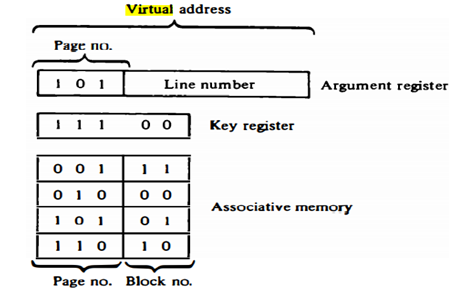 Virtual address
Page no.
1 0 1 Line number Argument register
1 1 1 0 0 Key register
0 0 1 1 1
0 1 0 0 0
Associative memory
1 0 1 0 1
1 1 0 1 0
Page no. Block no.